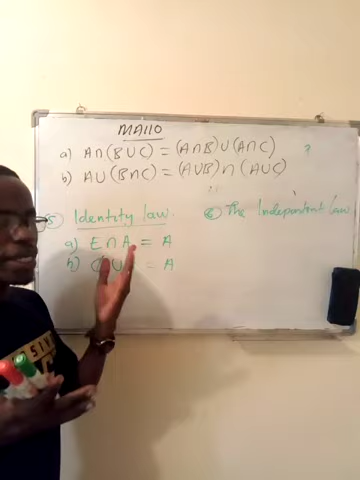 MA110
a) A∩(B∪C) = (A∩B)∪(A∩C) ?
b) A∪(B∩C) = (A∪B)∩(A∪C)
5 Identity law.
a) E∩A = A
b) ∪ = A
6 The Independent law